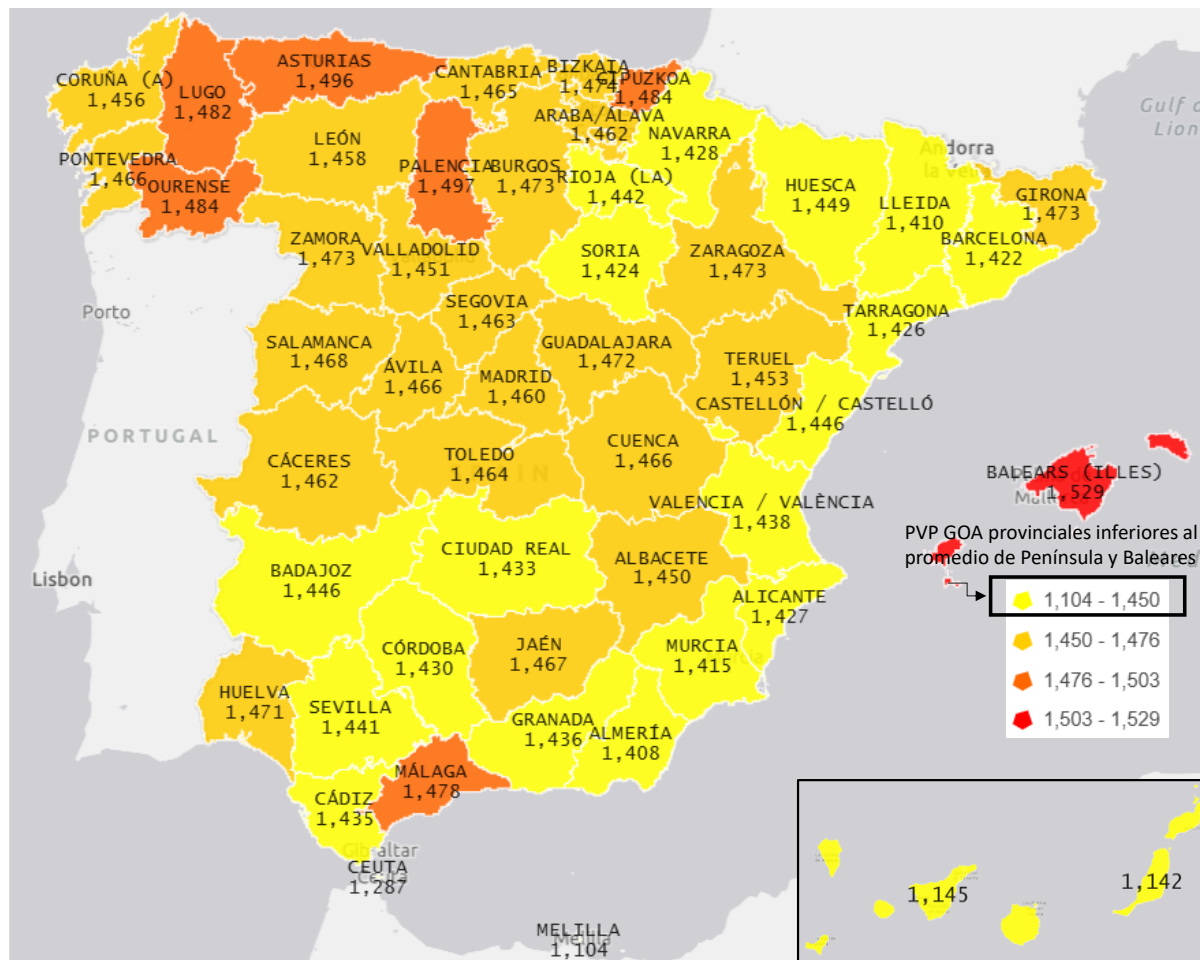 ASTURIAS
1,496
CORUÑA (A)
1,456
LUGO
1,482
CANTABRIA
1,465
BIZKAIA
1,474
GIPUZKOA
1,484
ARABA/ÁLAVA
1,462
NAVARRA
1,428
Andorra
la Vella
LEÓN
1,458
PONTEVEDRA
1,466
OURENSE
1,484
PALENCIA
1,497
BURGOS
1,473
RIOJA (LA)
1,442
HUESCA
1,449
LLEIDA
1,410
GIRONA
1,473
BARCELONA
1,422
ZAMORA
1,473
VALLADOLID
1,451
SORIA
1,424
ZARAGOZA
1,473
TARRAGONA
1,426
Porto
SEGOVIA
1,463
SALAMANCA
1,468
ÁVILA
1,466
MADRID
1,460
GUADALAJARA
1,472
TERUEL
1,453
CASTELLÓN / CASTELLÓ
1,446
PORTUGAL
CÁCERES
1,462
TOLEDO
1,464
CUENCA
1,466
VALENCIA / VALÈNCIA
1,438
BALEARS (ILLES)
1,529
Lisbon
BADAJOZ
1,446
CIUDAD REAL
1,433
ALBACETE
1,450
ALICANTE
1,427
PVP GOA provinciales inferiores al
promedio de Península y Baleares
1,104 - 1,450
1,450 - 1,476
1,476 - 1,503
1,503 - 1,529
HUELVA
1,471
SEVILLA
1,441
CÓRDOBA
1,430
JAÉN
1,467
MURCIA
1,415
GRANADA
1,436
ALMERÍA
1,408
MÁLAGA
1,478
CÁDIZ
1,435
Gibraltar
CEUTA
1,287
MELILLA
1,104
1,145
1,142